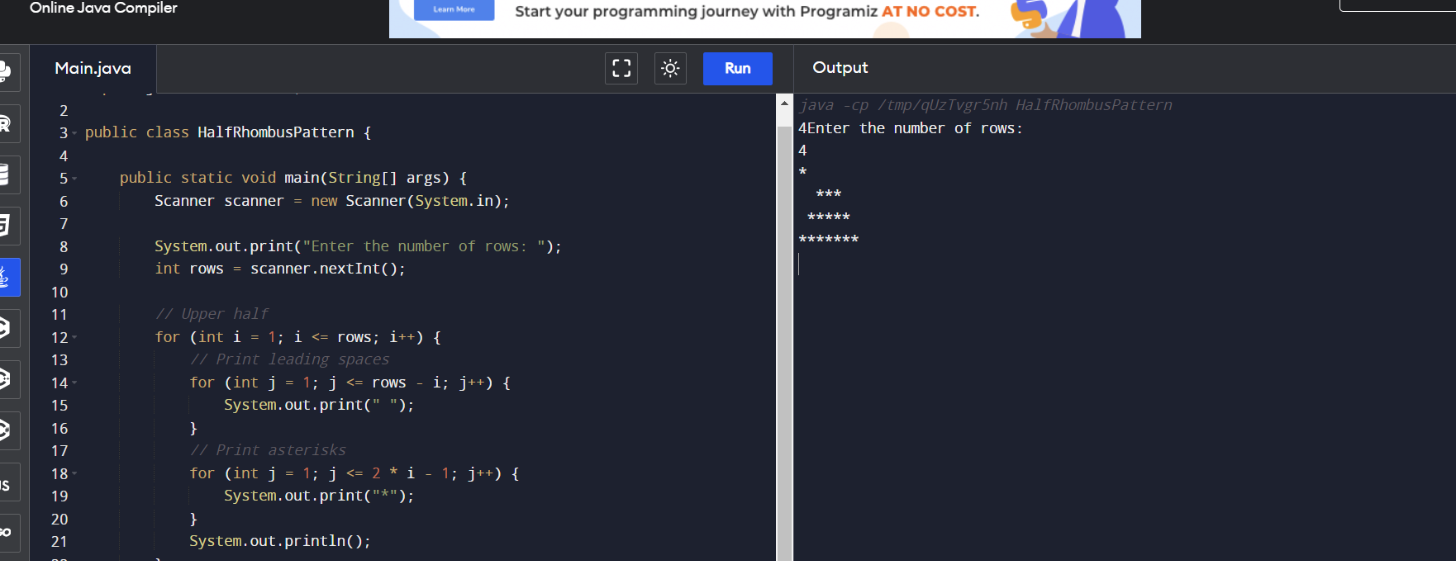 Online Java Compiler
Learn More
Start your programming journey with Programiz AT NO COST.
Main.java
Run
Output
2
3 public class HalfRhombusPattern {
4
5     public static void main(String[] args) {
6         Scanner scanner = new Scanner(System.in);
7
8         System.out.print("Enter the number of rows: ");
9         int rows = scanner.nextInt();
10
11         // Upper half
12         for (int i = 1; i <= rows; i++) {
13             // Print leading spaces
14             for (int j = 1; j <= rows - i; j++) {
15                 System.out.print(" ");
16             }
17             // Print asterisks
18             for (int j = 1; j <= 2 * i - 1; j++) {
19                 System.out.print("*");
20             }
21             System.out.println();
java -cp /tmp/qUzTvgr5nh HalfRhombusPattern
4Enter the number of rows:
4
*
  ***
 *****
*******